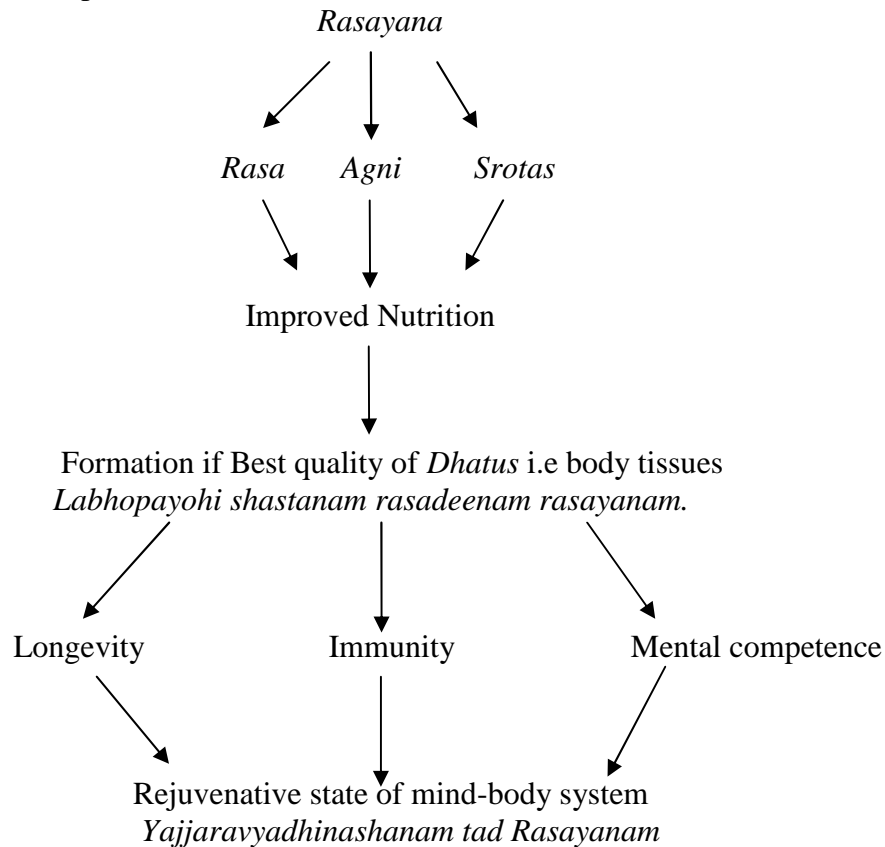 Rasayana
Rasa Agni Srotas
Improved Nutrition
Formation if Best quality of Dhatus i.e body tissues
Labhopayohi shastanam rasadeenam rasayanam.
Longevity Immunity Mental competence
Rejuvenative state of mind-body system
Yajjaravyadhinashanam tad Rasayanam